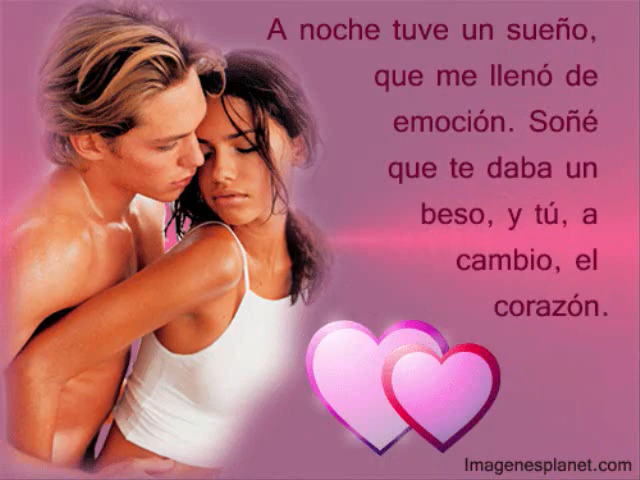 A noche tuve un sueño,
que me llenó de
emoción. Soñé
que te daba un
beso, y tú, a
cambio, el
corazón.
Imagenesplanet.com